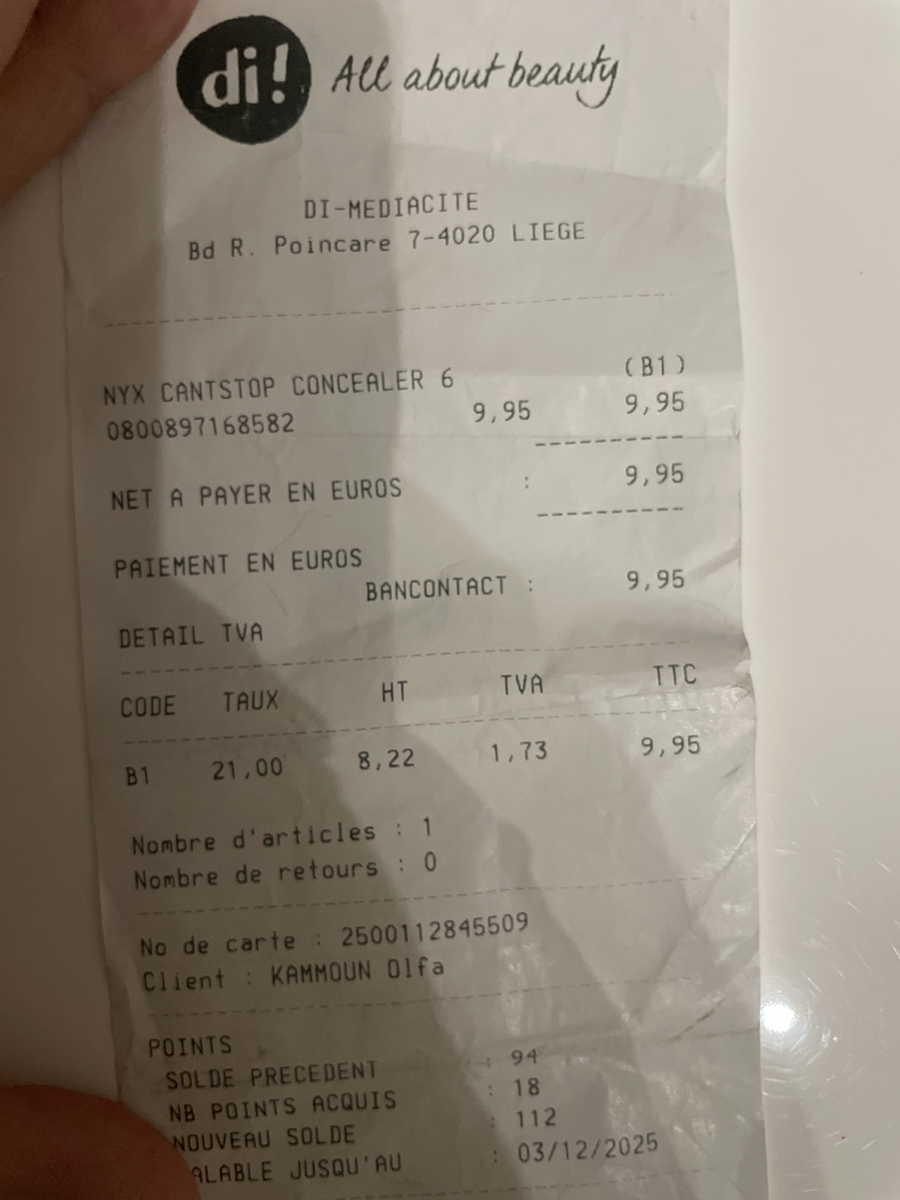 di! All about beauty
DI-MEDIACITE
Bd R. Poincare 7-4020 LIEGE
(B1)
NYX CANTSTOP CONCEALER 6
0800897168582 9,95 9,95
NET A PAYER EN EUROS : 9,95
PAIEMENT EN EUROS
BANCONTACT : 9,95
DETAIL TVA
CODE TAUX HT TVA TTC
B1 21,00 8,22 1,73 9,95
Nombre d'articles : 1
Nombre de retours : 0
No de carte : 2500112845509
Client : KAMMOUN Olfa
POINTS
SOLDE PRECEDENT : 94
NB POINTS ACQUIS : 18
NOUVEAU SOLDE : 112
ALABLE JUSQU'AU : 03/12/2025